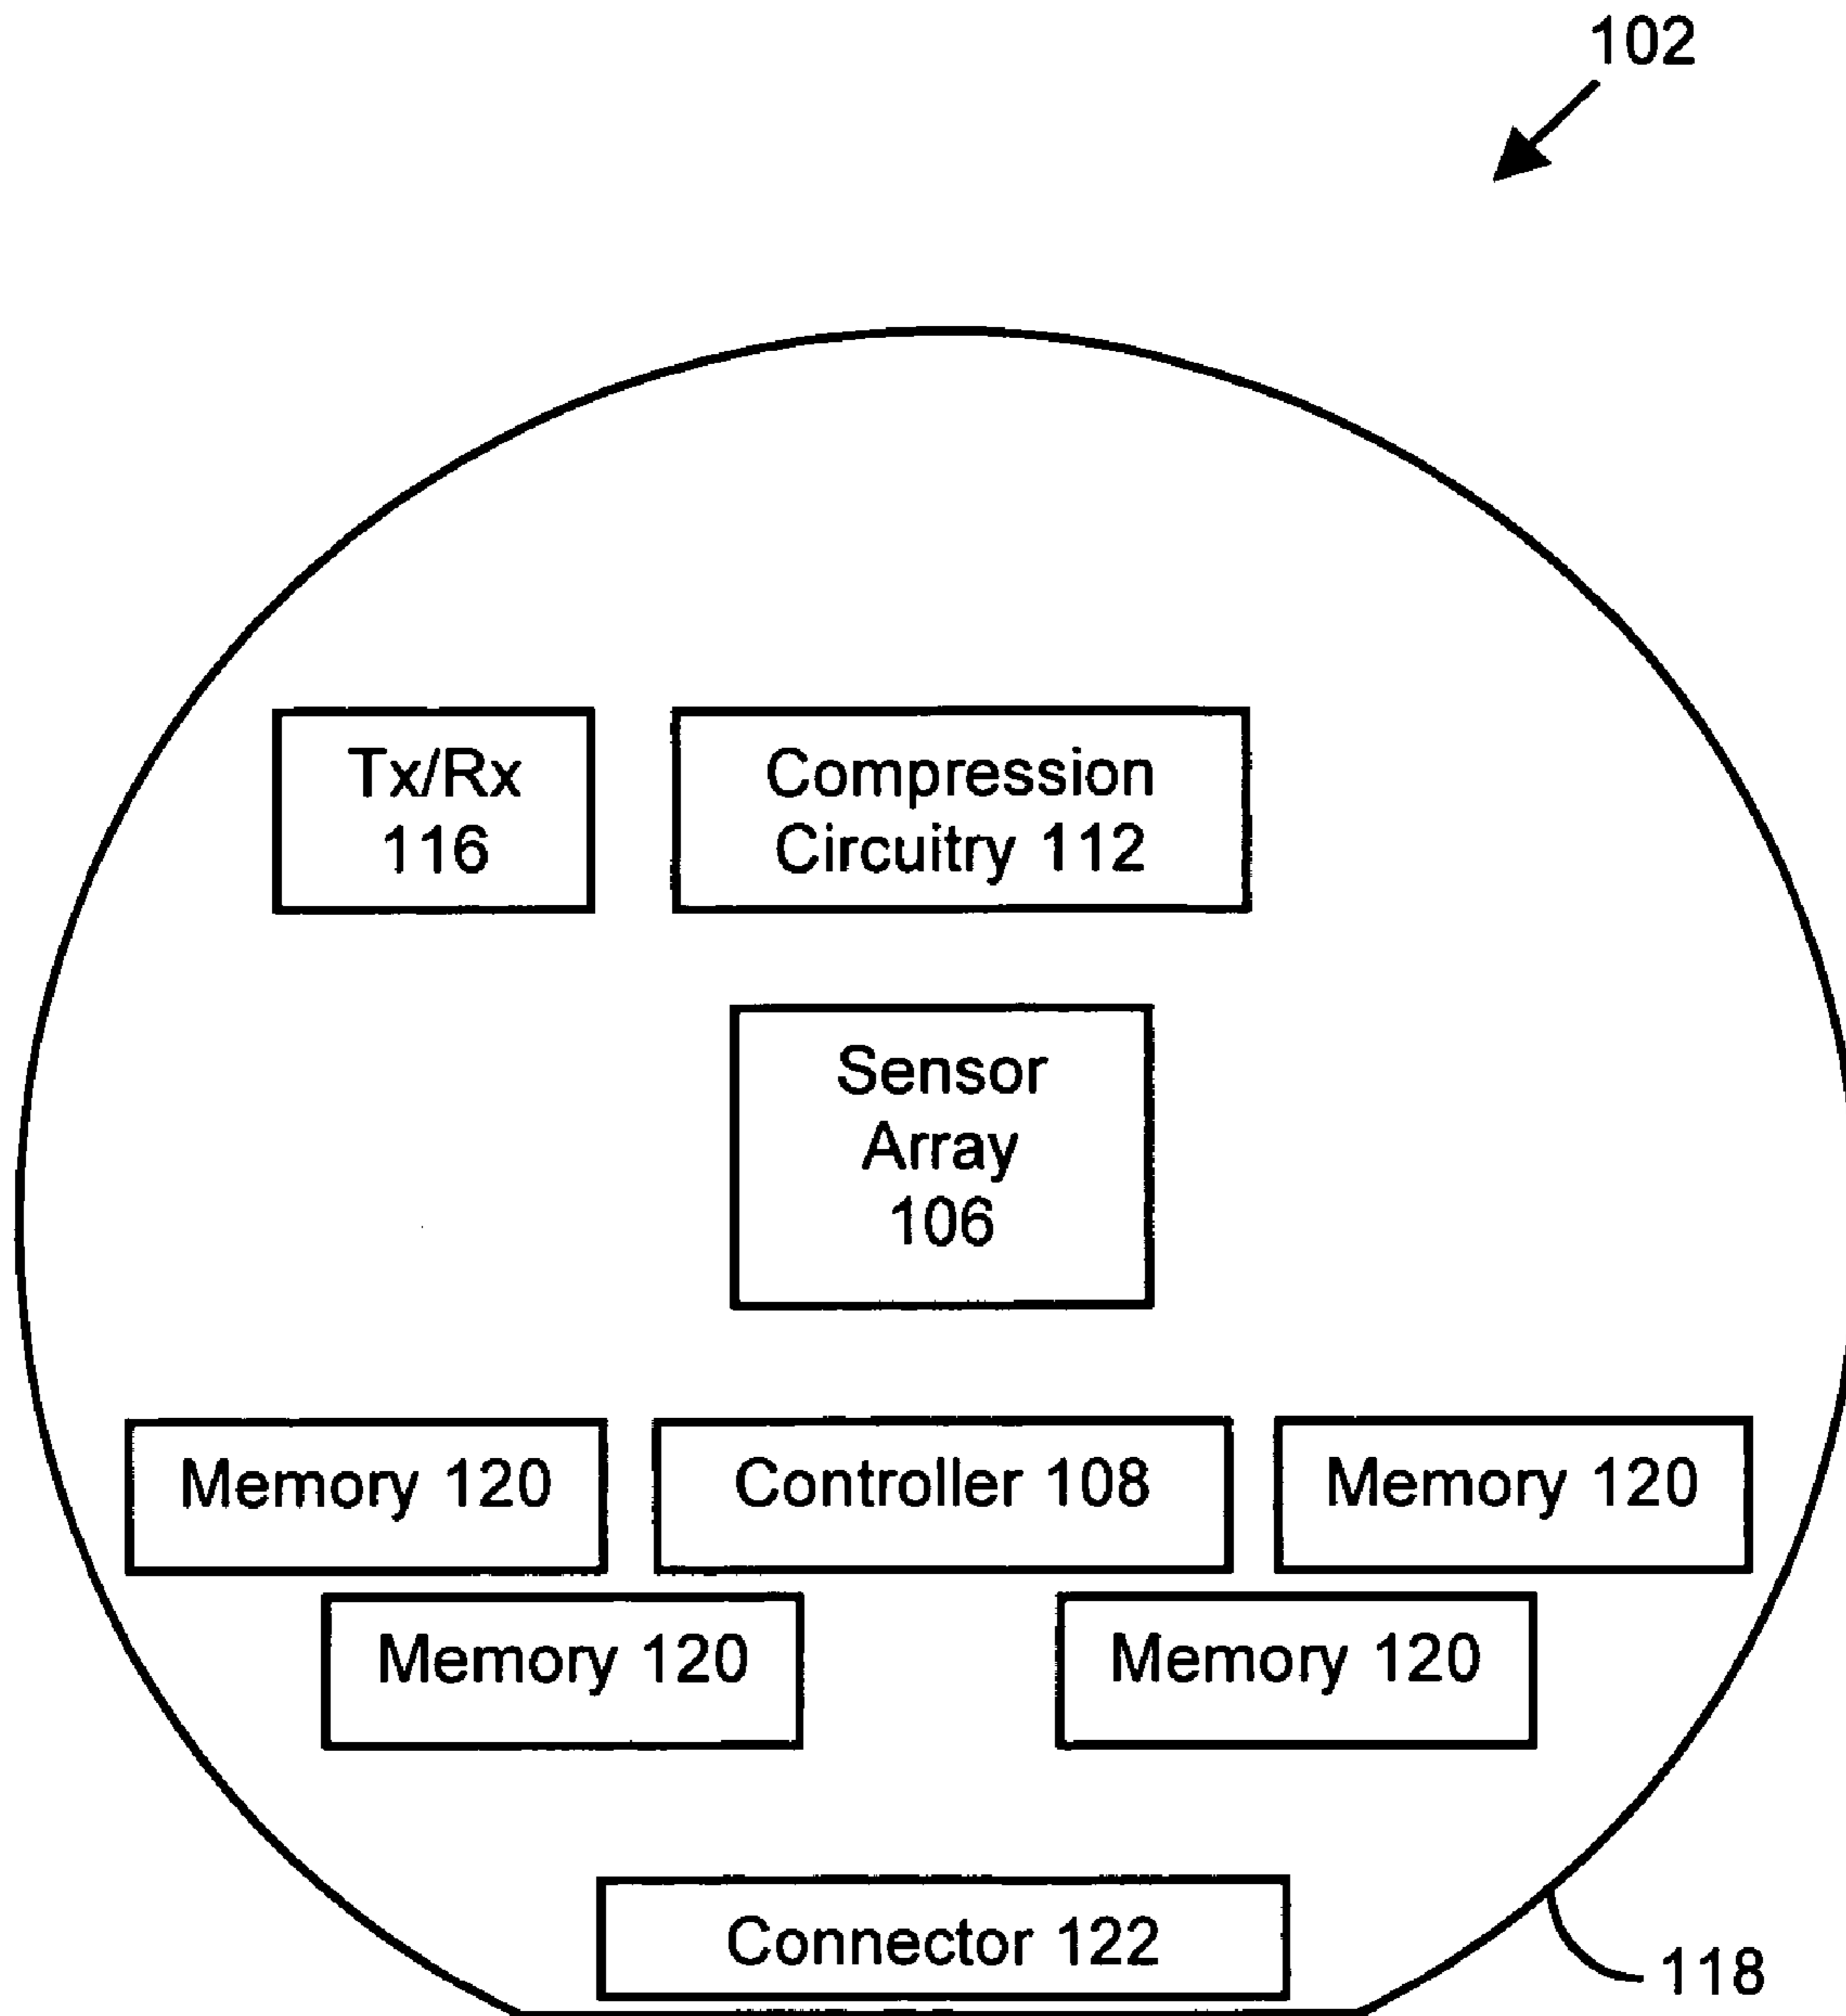 102
Tx/Rx
116
Compression
Circuitry 112
Sensor
Array
106
Memory 120
Controller 108
Memory 120
Memory 120
Memory 120
Connector 122
118